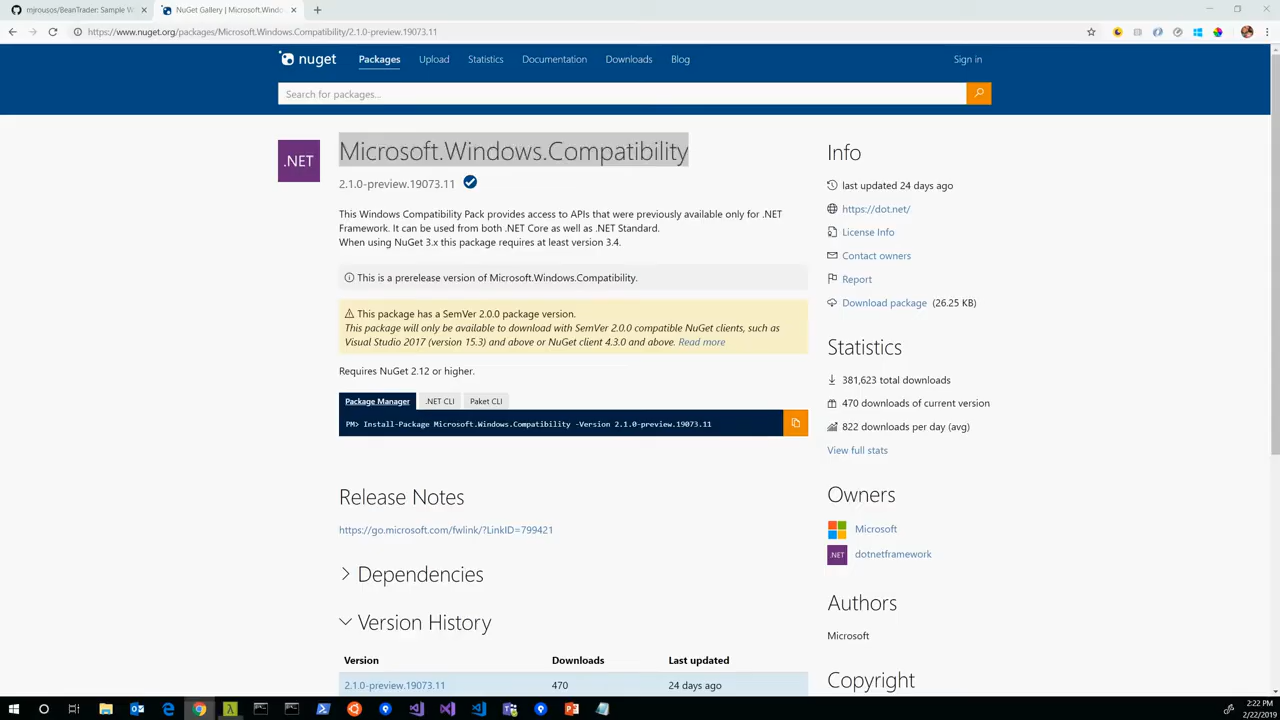 mjrousos/BeanTrader: Sample W
NuGet Gallery | Microsoft.Windo
https://www.nuget.org/packages/Microsoft.Windows.Compatibility/2.1.0-preview.19073.11
nuget
Packages
Upload
Statistics
Documentation
Downloads
Blog
Sign in
Search for packages...
.NET
Microsoft.Windows.Compatibility
2.1.0-preview.19073.11
This Windows Compatibility Pack provides access to APIs that were previously available only for .NET
Framework. It can be used from both .NET Core as well as .NET Standard.
When using NuGet 3.x this package requires at least version 3.4.
This is a prerelease version of Microsoft.Windows.Compatibility.
This package has a SemVer 2.0.0 package version.
This package will only be available to download with SemVer 2.0.0 compatible NuGet clients, such as
Visual Studio 2017 (version 15.3) and above or NuGet client 4.3.0 and above. Read more
Requires NuGet 2.12 or higher.
Package Manager
.NET CLI
Paket CLI
PM> Install-Package Microsoft.Windows.Compatibility -Version 2.1.0-preview.19073.11
Release Notes
https://go.microsoft.com/fwlink/?LinkID=799421
Dependencies
Version History
Version Downloads Last updated
2.1.0-preview.19073.11 470 24 days ago
Info
last updated 24 days ago
https://dot.net/
License Info
Contact owners
Report
Download package (26.25 KB)
Statistics
381,623 total downloads
470 downloads of current version
822 downloads per day (avg)
View full stats
Owners
Microsoft
.NET
dotnetframework
Authors
Microsoft
Copyright
2:22 PM
2/22/2019